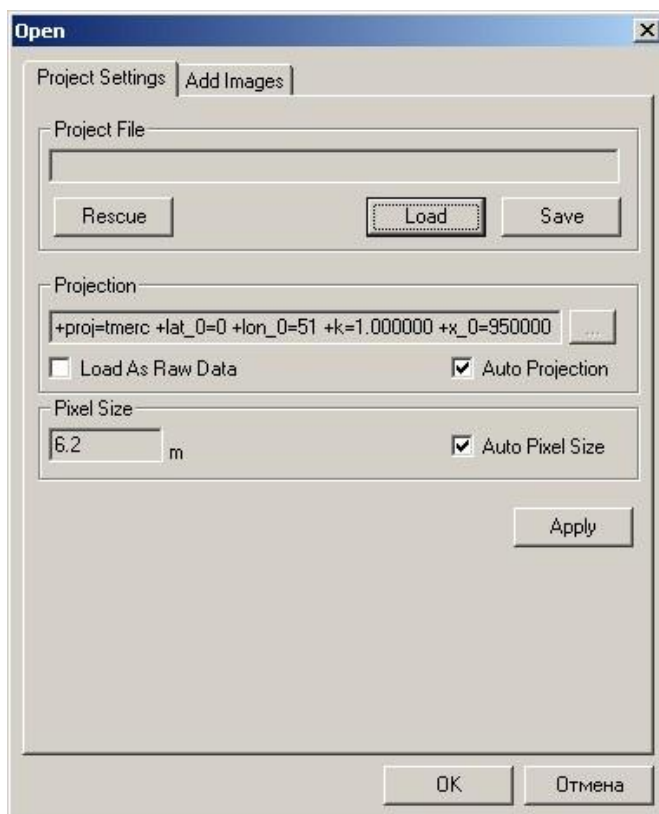 Open
Project Settings
Add Images
Project File
Rescue
Load
Save
Projection
+proj=tmerc +lat_0=0 +lon_0=51 +k=1.000000 +x_0=950000
...
Load As Raw Data
Auto Projection
Pixel Size
6.2
m
Auto Pixel Size
Apply
OK
Отмена